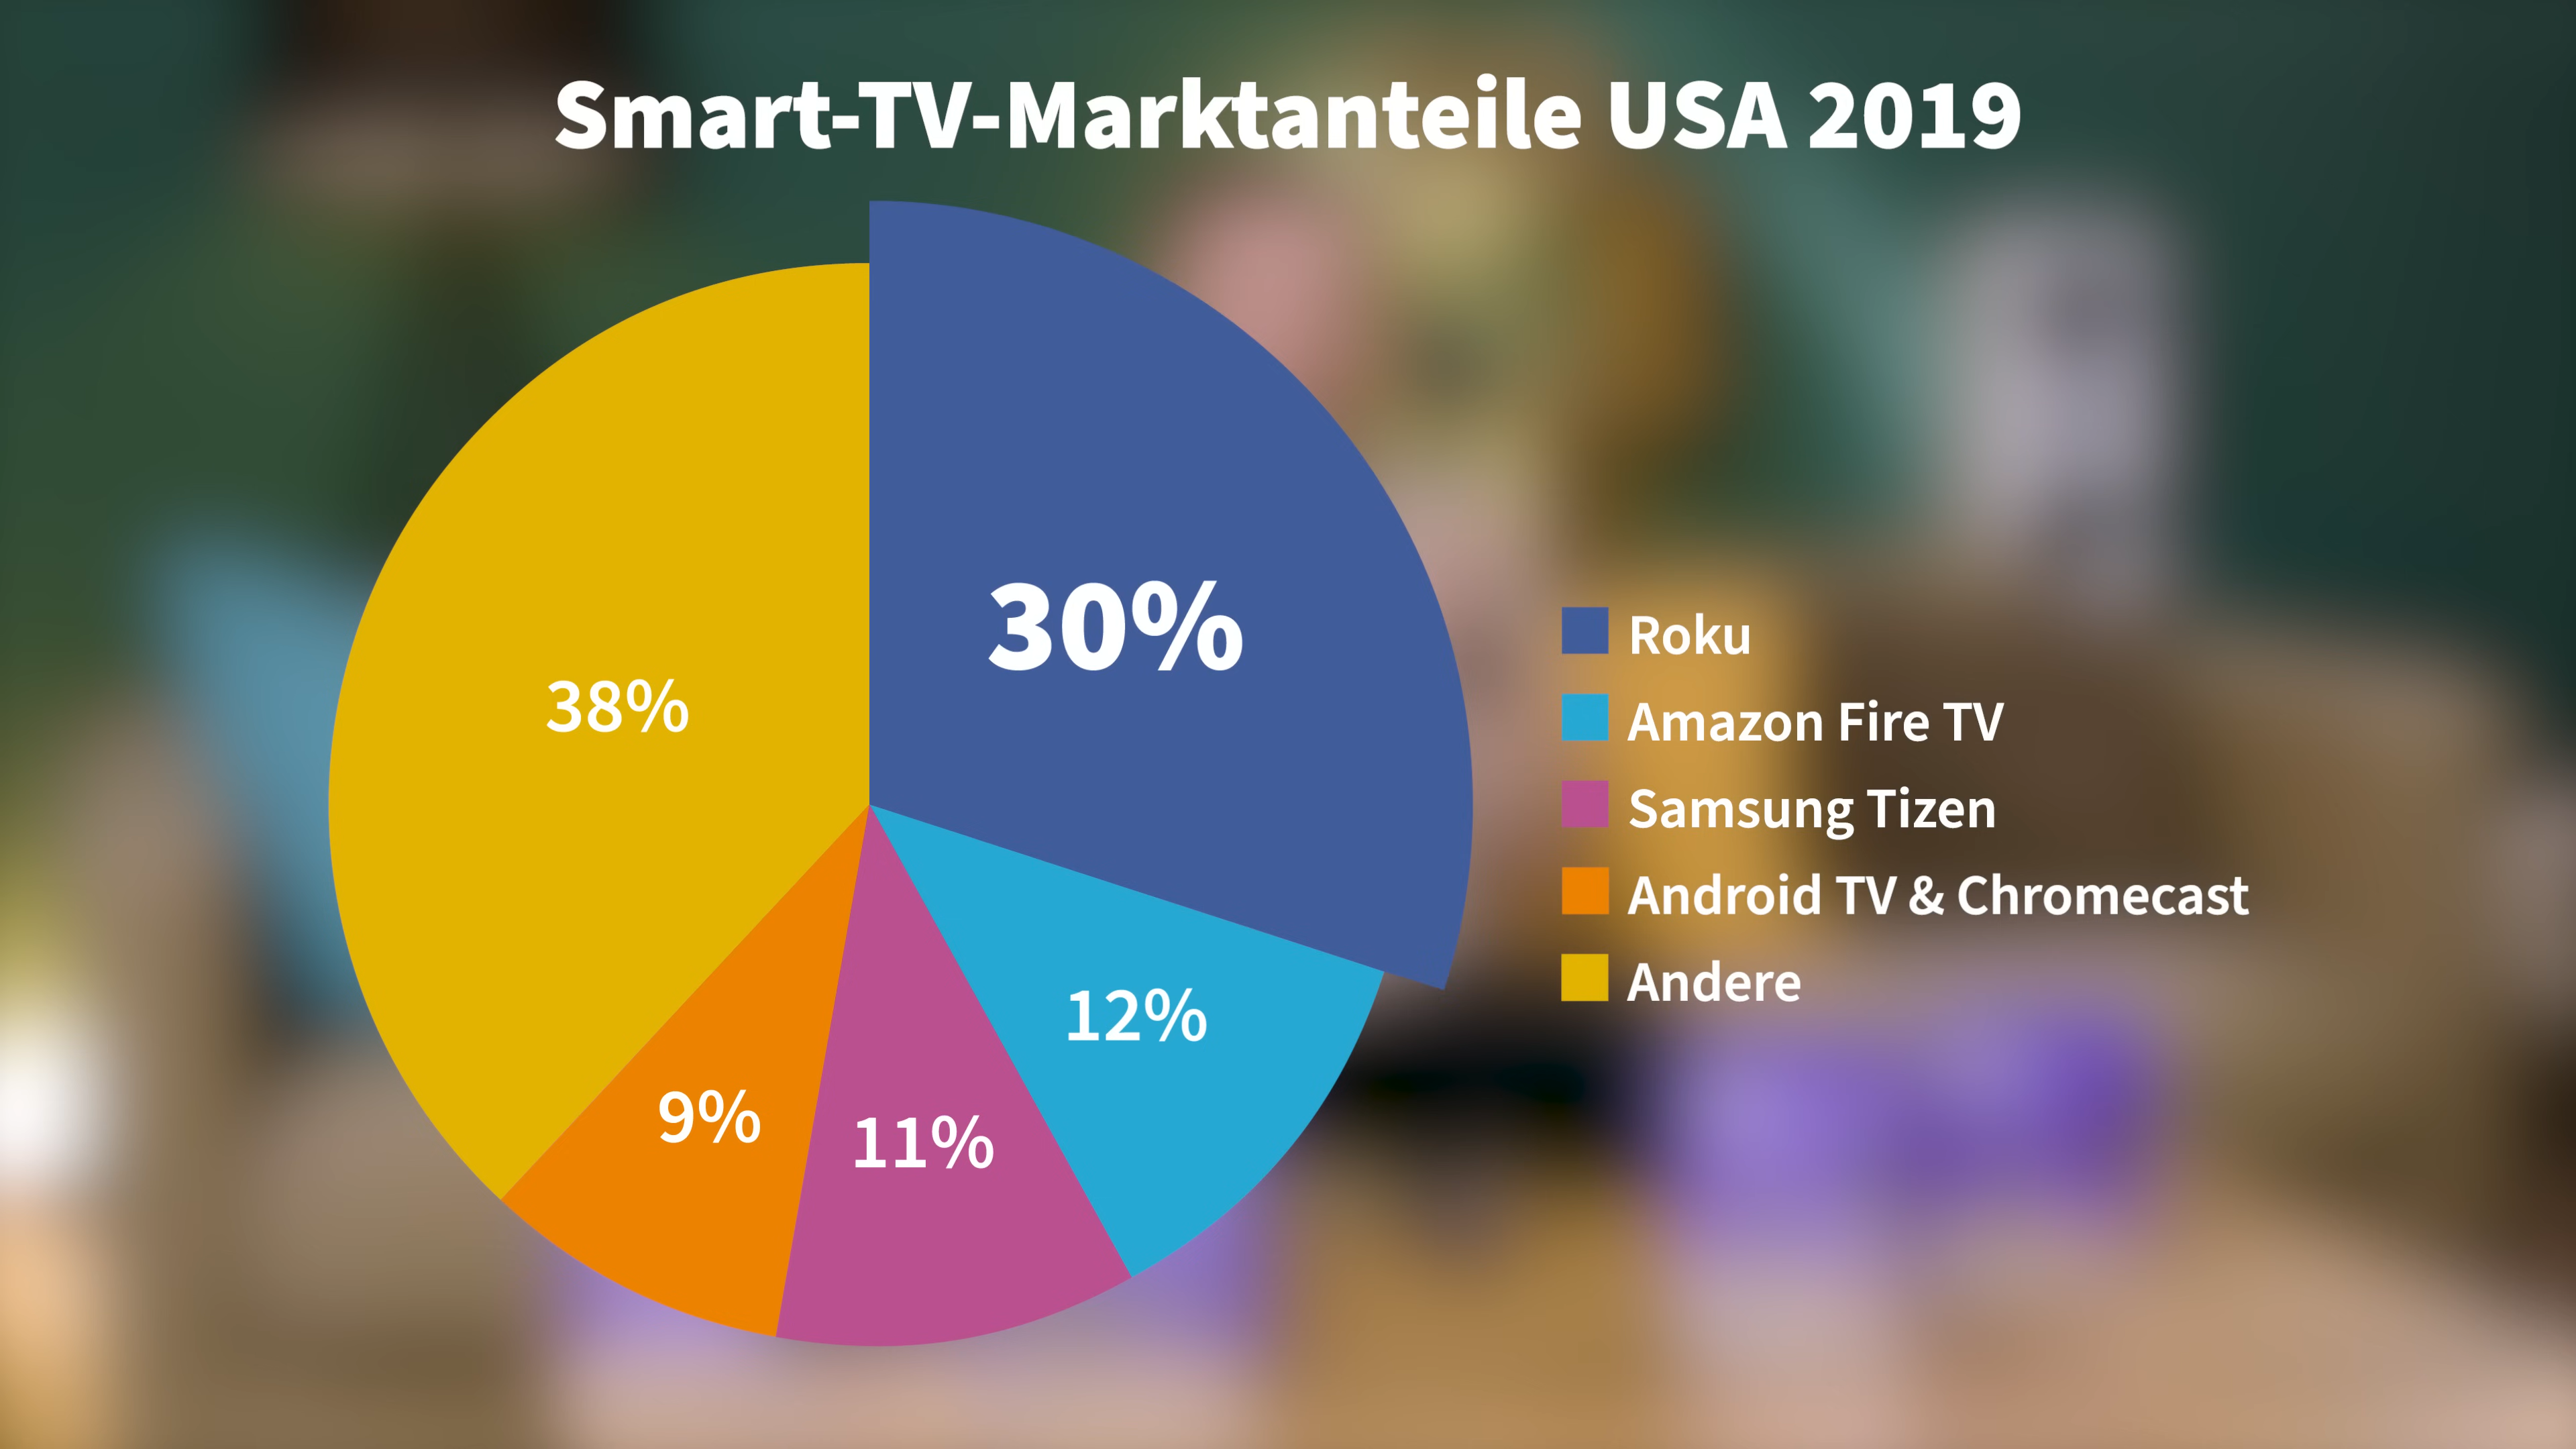 Smart-TV-Marktanteile USA 2019
30%
38%
12%
9%
11%
Roku
Amazon Fire TV
Samsung Tizen
Android TV & Chromecast
Andere